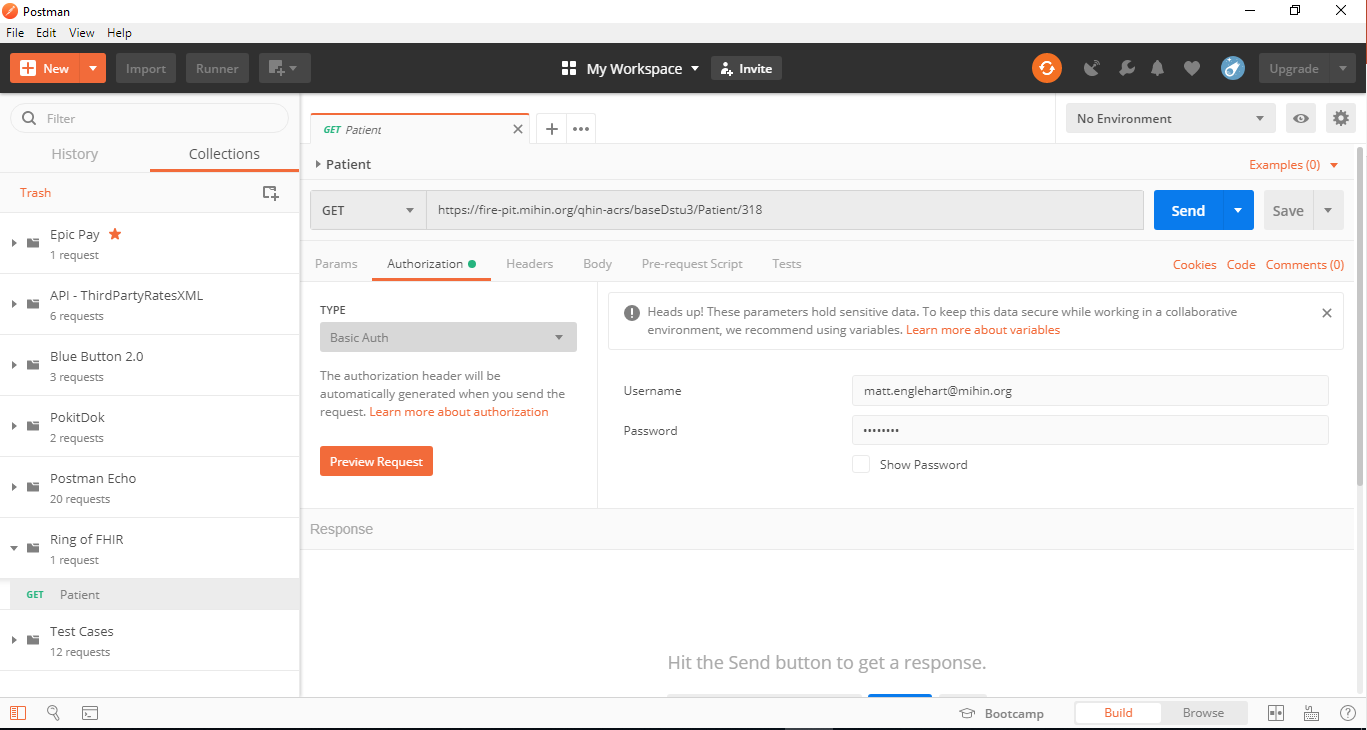 Postman
File Edit View Help
New Import Runner My Workspace Invite Upgrade
Filter
History Collections
Trash
Epic Pay
1 request
API - ThirdPartyRatesXML
6 requests
Blue Button 2.0
3 requests
PokitDok
2 requests
Postman Echo
20 requests
Ring of FHIR
1 request
GET Patient
Test Cases
12 requests
GET Patient
No Environment
Patient
Examples (0)
GET https://fire-pit.mihin.org/qhin-acrs/baseDstu3/Patient/318 Send Save
Params Authorization Headers Body Pre-request Script Tests Cookies Code Comments (0)
TYPE
Basic Auth
The authorization header will be
automatically generated when you send the
request. Learn more about authorization
Preview Request
Heads up! These parameters hold sensitive data. To keep this data secure while working in a collaborative
environment, we recommend using variables. Learn more about variables
Username matt.englehart@mihin.org
Password ••••••••
Show Password
Response
Hit the Send button to get a response.
Bootcamp Build Browse